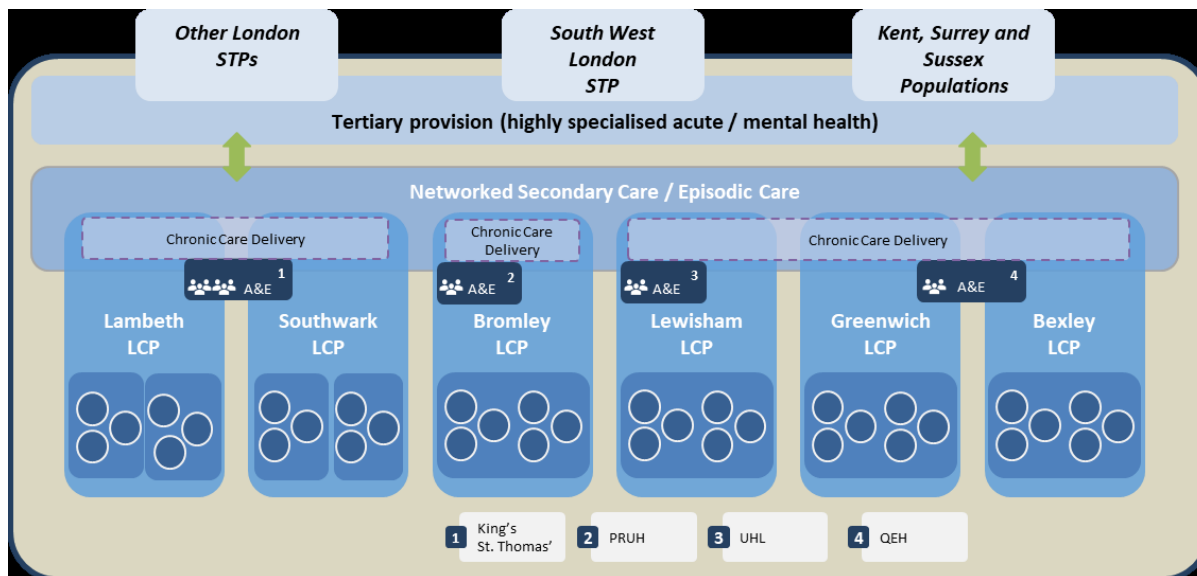 Other London
STPs
South West
London
STP
Kent, Surrey and
Sussex
Populations
Tertiary provision (highly specialised acute / mental health)
Networked Secondary Care / Episodic Care
Chronic Care Delivery
Chronic Care
Delivery
Chronic Care Delivery
A&E 1
A&E 2
A&E 3
A&E 4
Lambeth
LCP
Southwark
LCP
Bromley
LCP
Lewisham
LCP
Greenwich
LCP
Bexley
LCP
1 King's
St. Thomas'
2 PRUH
3 UHL
4 QEH